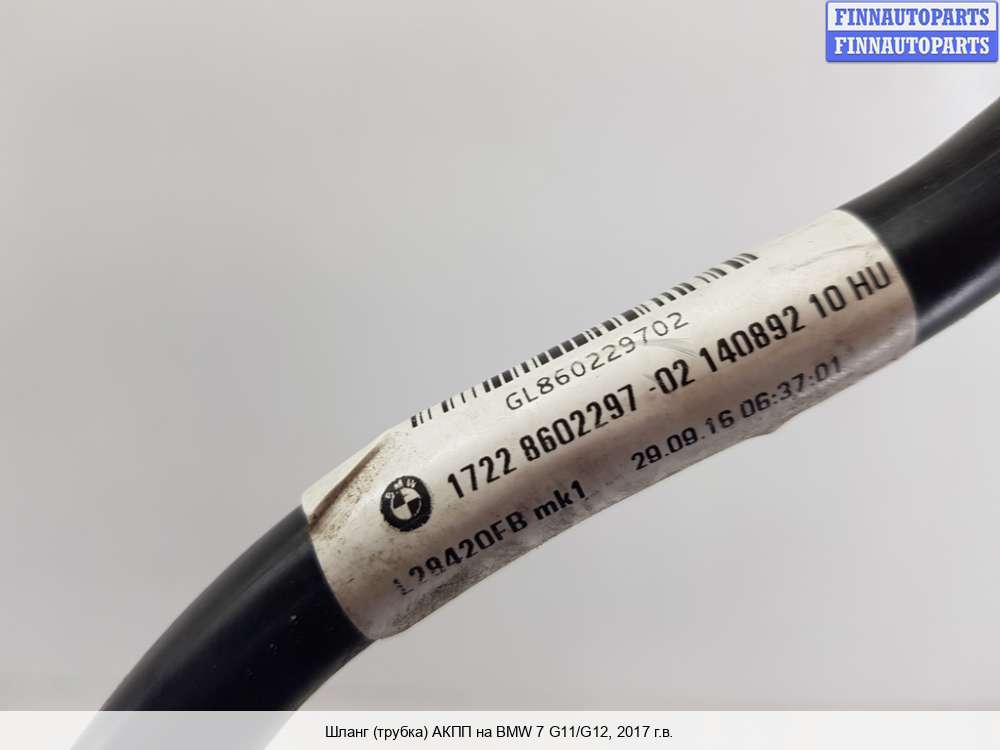 FINNAUTOPARTS
FINNAUTOPARTS
GL860229702
1722 8602297-02 140892 10 HU
29.09.16 06:37:01
BMW
L28420FB mk1
Шланг (трубка) АКПП на BMW 7 G11/G12, 2017 г.в.